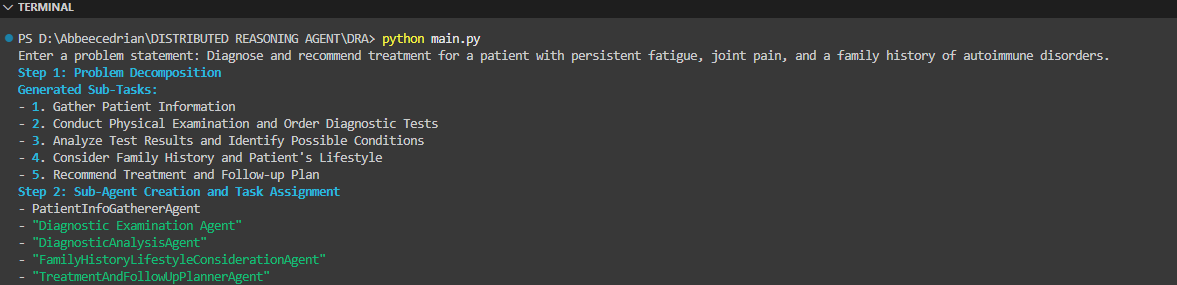 TERMINAL
PS D:\Abbeecedrian\DISTRIBUTED REASONING AGENT\DRA> python main.py
Enter a problem statement: Diagnose and recommend treatment for a patient with persistent fatigue, joint pain, and a family history of autoimmune disorders.
Step 1: Problem Decomposition
Generated Sub-Tasks:
- 1. Gather Patient Information
- 2. Conduct Physical Examination and Order Diagnostic Tests
- 3. Analyze Test Results and Identify Possible Conditions
- 4. Consider Family History and Patient's Lifestyle
- 5. Recommend Treatment and Follow-up Plan
Step 2: Sub-Agent Creation and Task Assignment
- PatientInfoGathererAgent
- "Diagnostic Examination Agent"
- "DiagnosticAnalysisAgent"
- "FamilyHistoryLifestyleConsiderationAgent"
- "TreatmentAndFollowUpPlannerAgent"